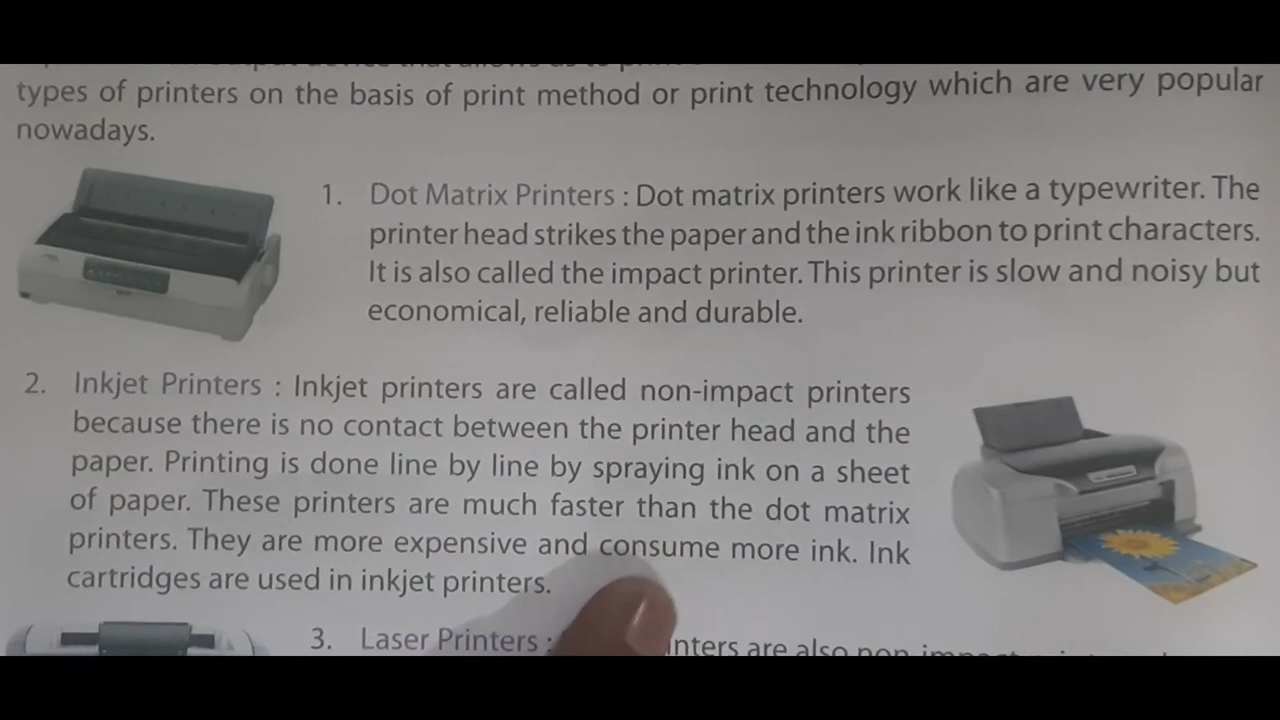 types of printers on the basis of print method or print technology which are very popular
nowadays.
1. Dot Matrix Printers : Dot matrix printers work like a typewriter. The
printer head strikes the paper and the ink ribbon to print characters.
It is also called the impact printer. This printer is slow and noisy but
economical, reliable and durable.
2. Inkjet Printers : Inkjet printers are called non-impact printers
because there is no contact between the printer head and the
paper. Printing is done line by line by spraying ink on a sheet
of paper. These printers are much faster than the dot matrix
printers. They are more expensive and consume more ink. Ink
cartridges are used in inkjet printers.
3. Laser Printers : are also